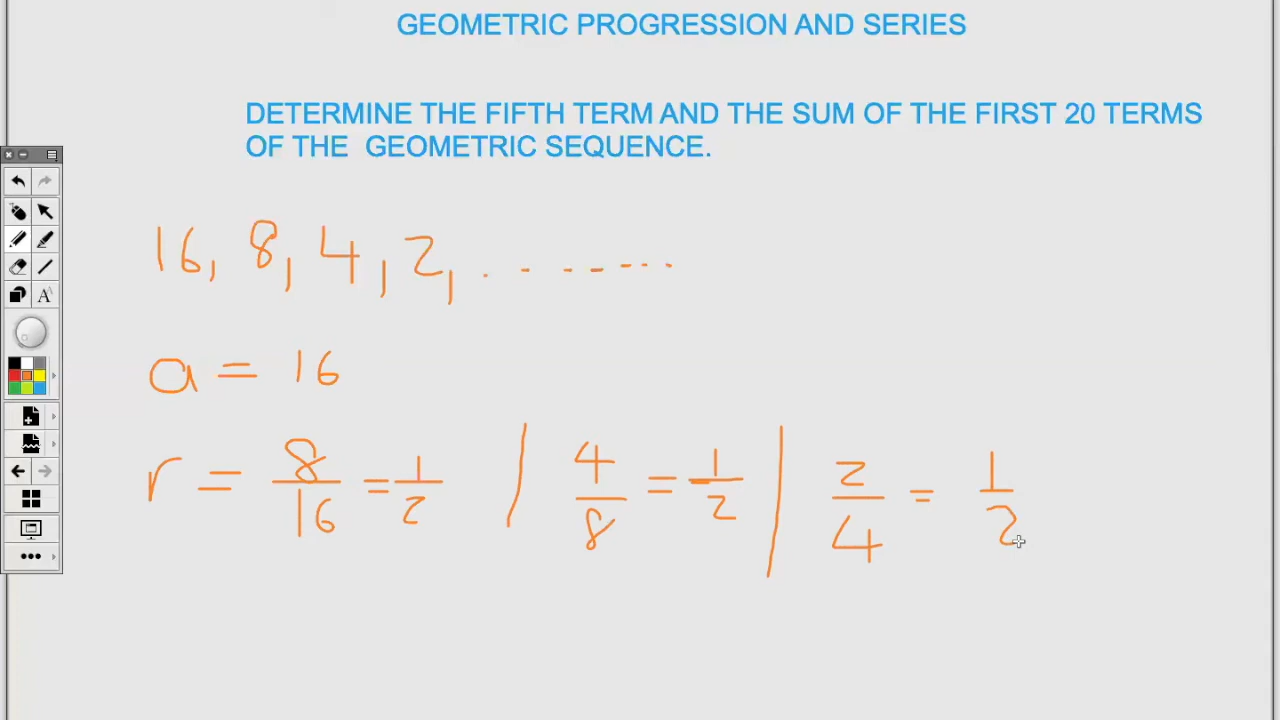 GEOMETRIC PROGRESSION AND SERIES
DETERMINE THE FIFTH TERM AND THE SUM OF THE FIRST 20 TERMS
OF THE GEOMETRIC SEQUENCE.
16, 8, 4, 2, ........
a = 16
r = 8/16 = 1/2 | 4/8 = 1/2 | 2/4 = 1/2